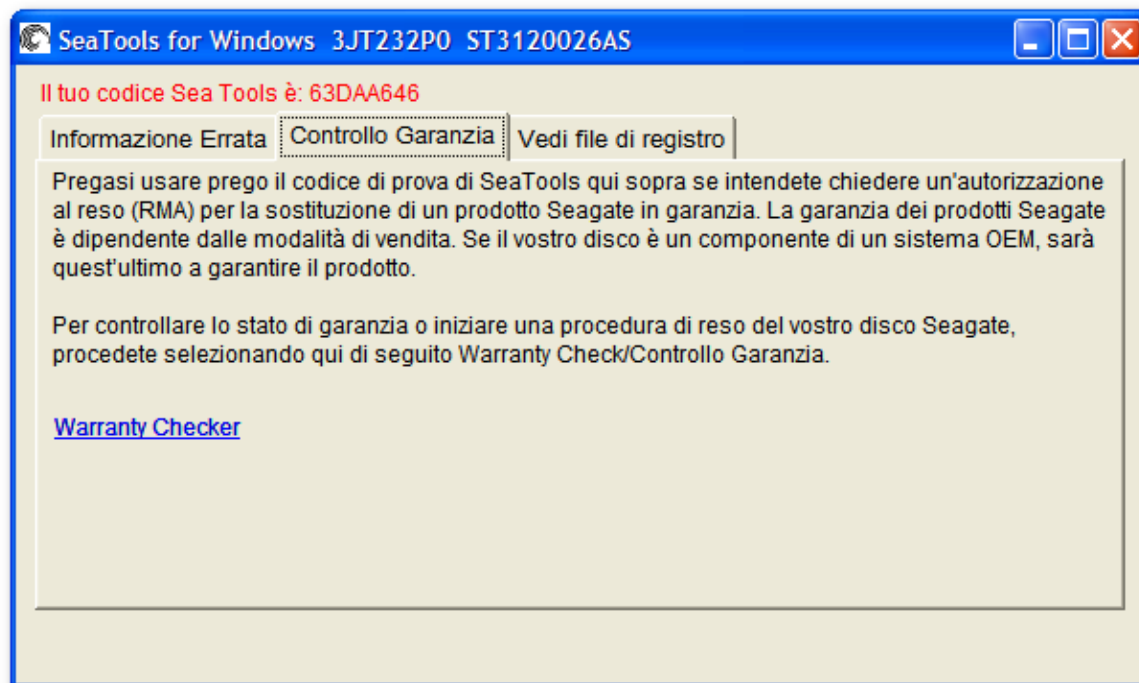 SeaTools for Windows 3JT232P0 ST3120026AS
Il tuo codice Sea Tools è: 63DAA646
Informazione Errata Controllo Garanzia Vedi file di registro
Pregasi usare prego il codice di prova di SeaTools qui sopra se intendete chiedere un'autorizzazione
al reso (RMA) per la sostituzione di un prodotto Seagate in garanzia. La garanzia dei prodotti Seagate
è dipendente dalle modalità di vendita. Se il vostro disco è un componente di un sistema OEM, sarà
quest'ultimo a garantire il prodotto.
Per controllare lo stato di garanzia o iniziare una procedura di reso del vostro disco Seagate,
procedete selezionando qui di seguito Warranty Check/Controllo Garanzia.
Warranty Checker